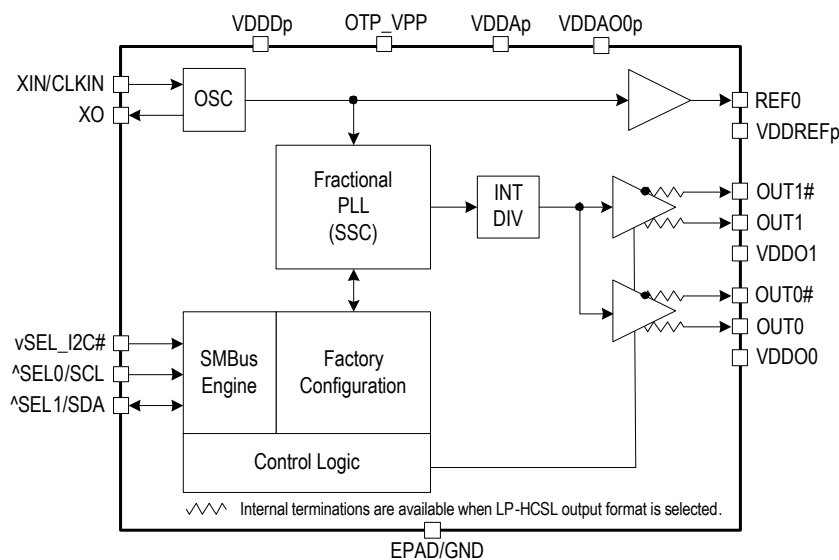 VDDDp
OTP_VPP
VDDAp
VDDAO0p
XIN/CLKIN
XO
OSC
REF0
VDDREFp
Fractional
PLL
(SSC)
INT
DIV
OUT1#
OUT1
VDDO1
OUT0#
OUT0
VDDO0
vSEL_I2C#
^SEL0/SCL
^SEL1/SDA
SMBus
Engine
Factory
Configuration
Control Logic
Internal terminations are available when LP-HCSL output format is selected.
EPAD/GND